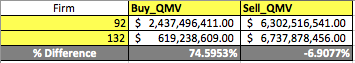 Firm Buy_QMV Sell_QMV
92 $ 2,437,496,411.00 $ 6,302,516,541.00
132 $ 619,238,609.00 $ 6,737,878,456.00
% Difference 74.5953% -6.9077%